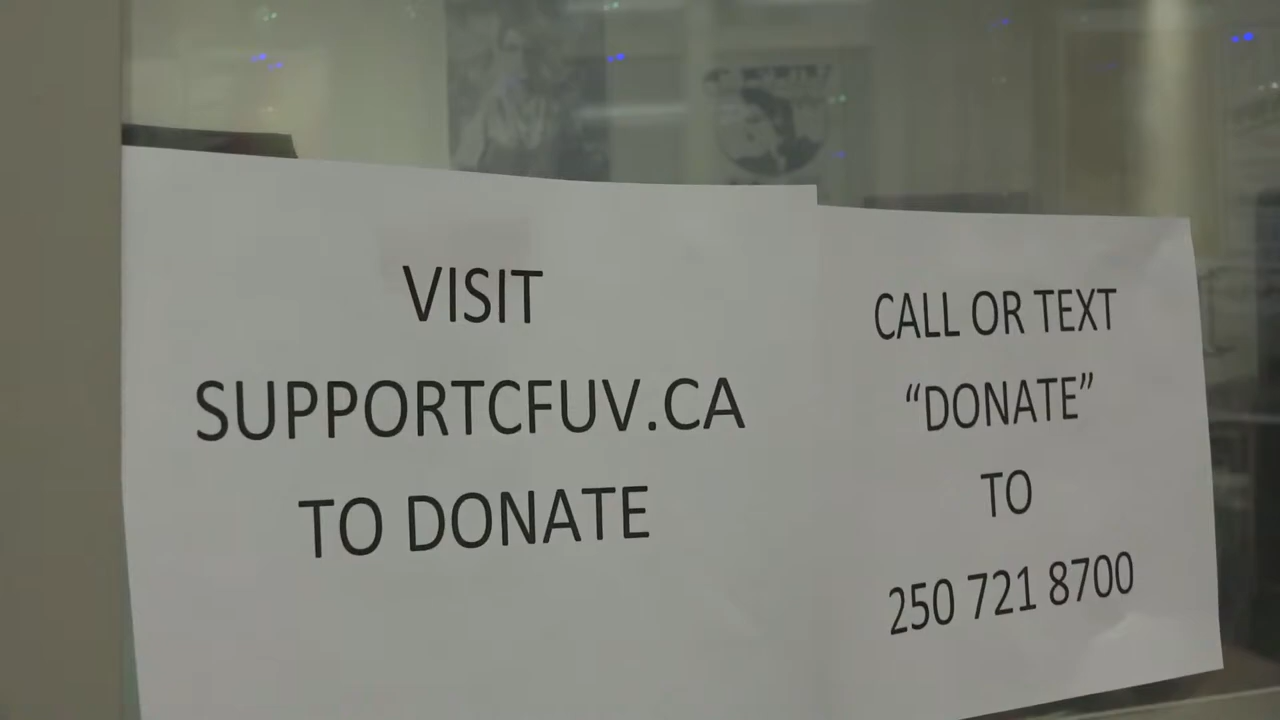 VISIT
SUPPORTCFUV.CA
TO DONATE
CALL OR TEXT
“DONATE”
TO
250 721 8700